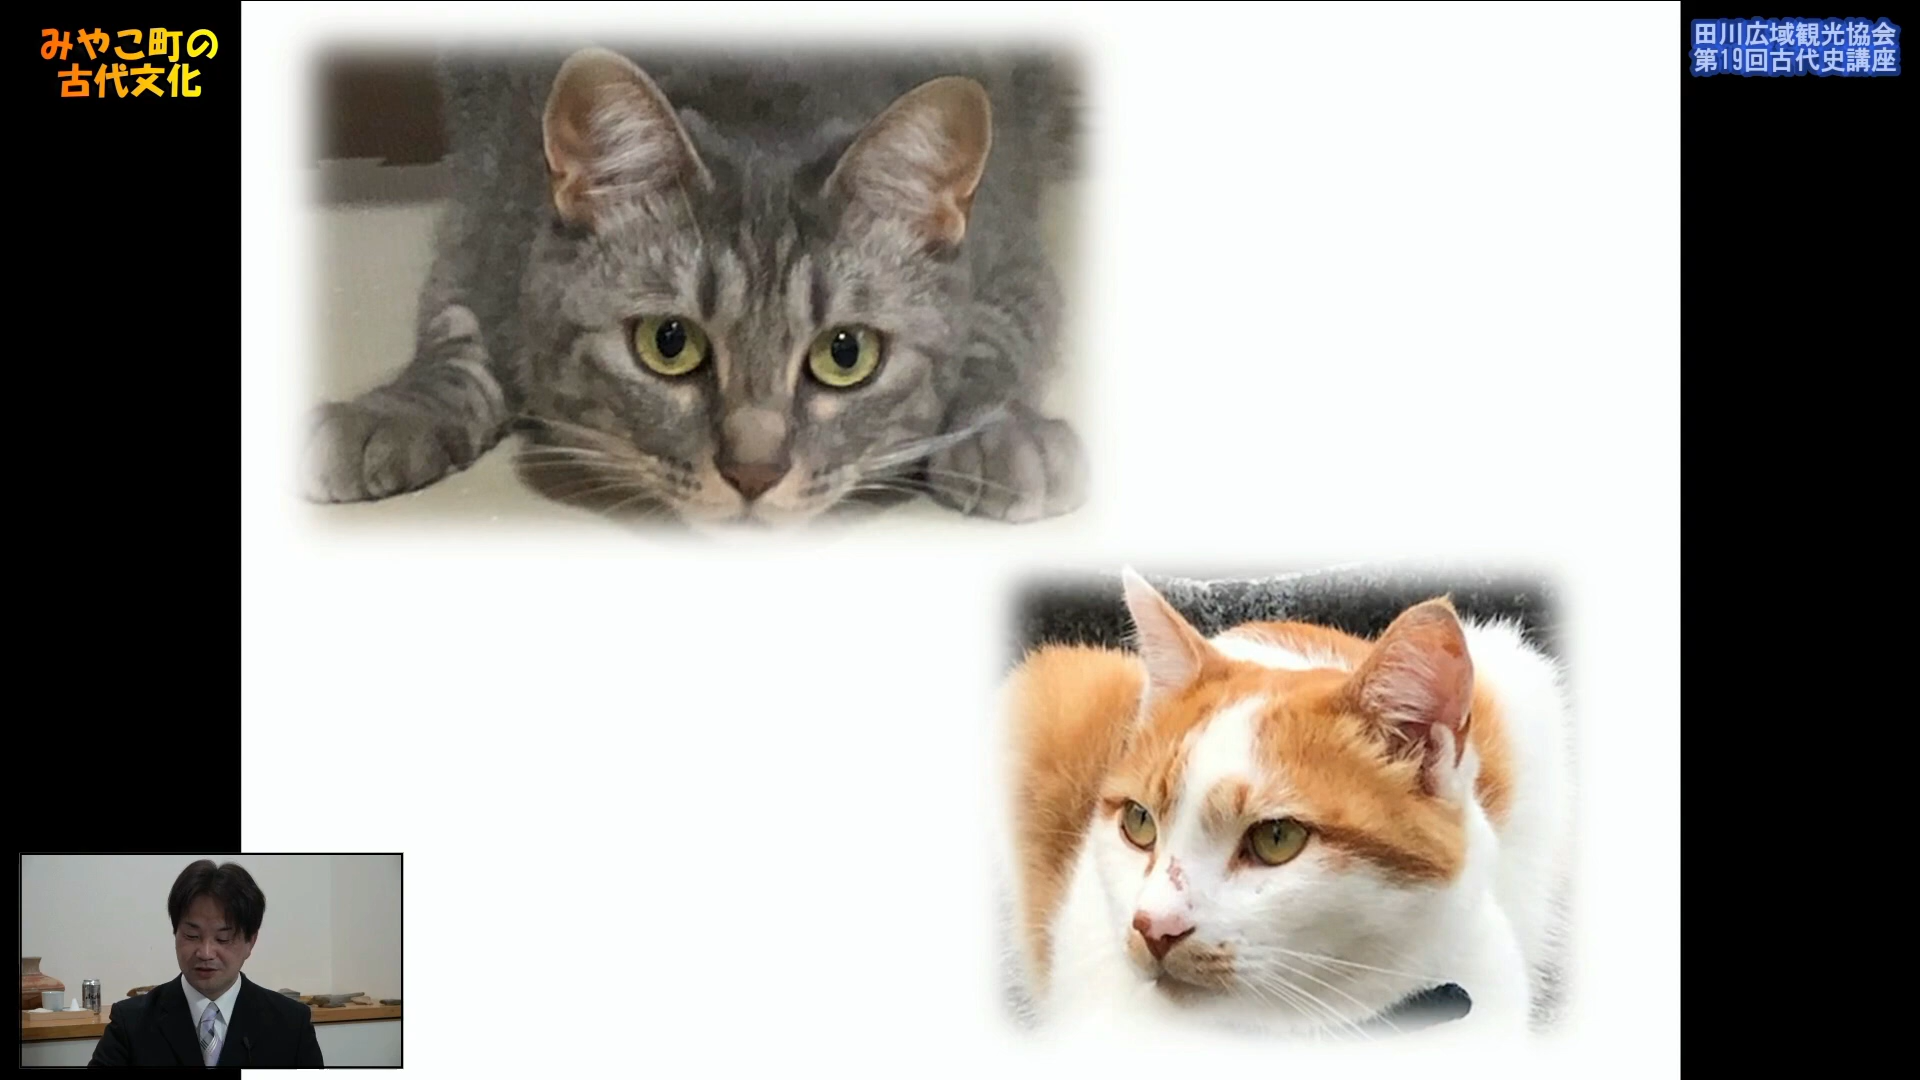 みやこ町の
古代文化
田川広域観光協会
第19回古代史講座